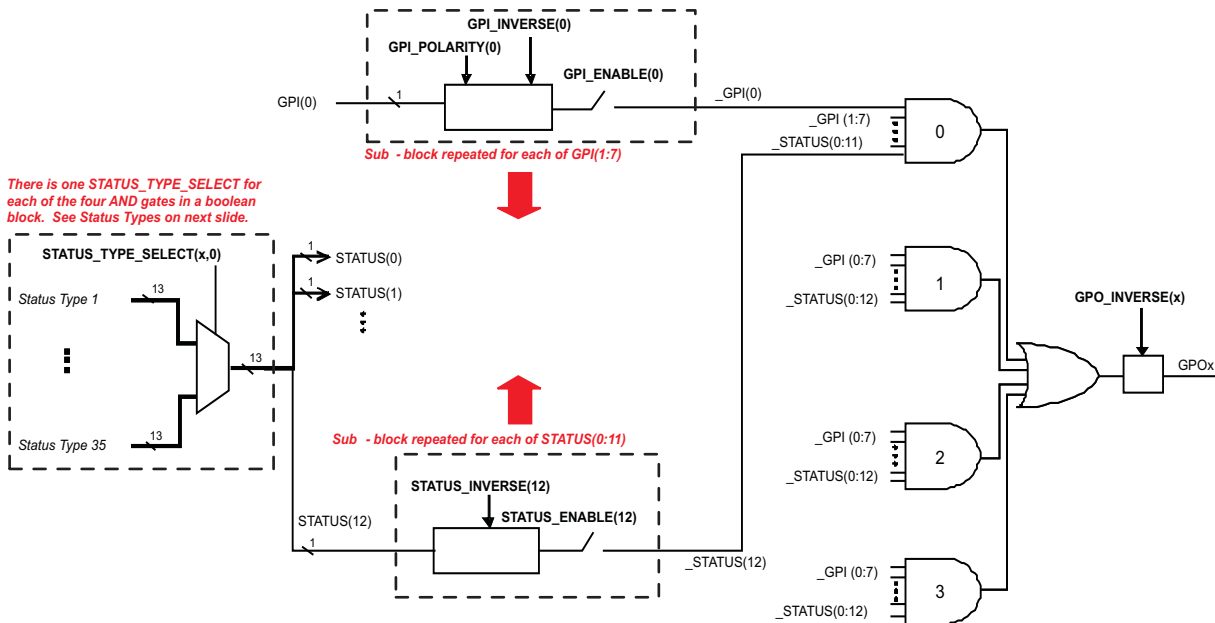 GPI_INVERSE(0)
GPI_POLARITY(0)
GPI_ENABLE(0)
GPI(0)
1
_GPI(0)
_GPI (1:7)
_STATUS(0:11)
0
Sub - block repeated for each of GPI(1:7)
There is one STATUS_TYPE_SELECT for
each of the four AND gates in a boolean
block. See Status Types on next slide.
STATUS_TYPE_SELECT(x,0)
Status Type 1
13
13
Status Type 35
13
1
STATUS(0)
1
STATUS(1)
_GPI (0:7)
_STATUS(0:12)
1
GPO_INVERSE(x)
GPOx
Sub - block repeated for each of STATUS(0:11)
STATUS_INVERSE(12)
STATUS_ENABLE(12)
STATUS(12)
1
_STATUS(12)
_GPI (0:7)
_STATUS(0:12)
2
_GPI (0:7)
_STATUS(0:12)
3